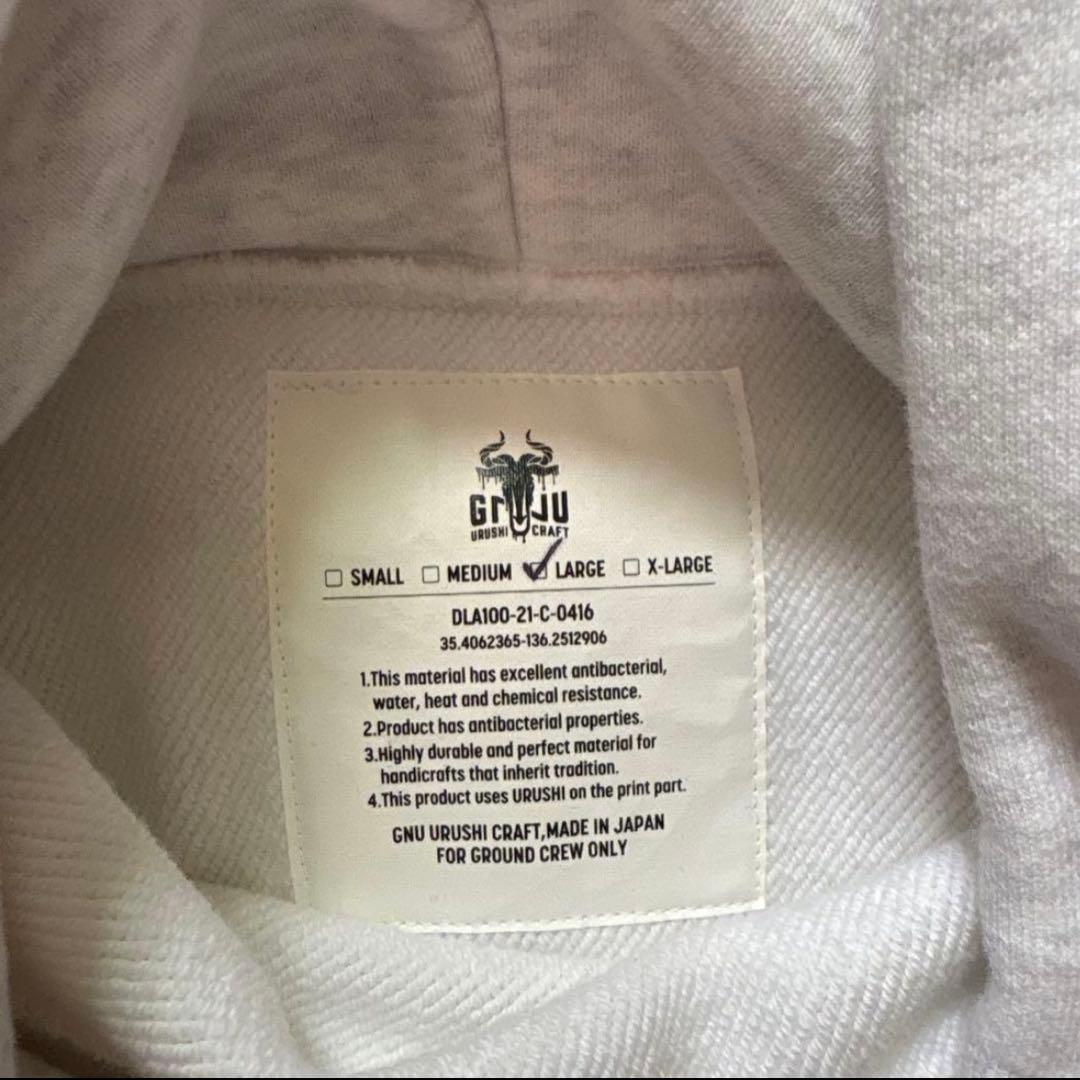 GNU
URUSHI CRAFT
SMALL MEDIUM LARGE X-LARGE
DLA100-21-C-0416
35.4062365-136.2512906
1.This material has excellent antibacterial,
water, heat and chemical resistance.
2.Product has antibacterial properties.
3.Highly durable and perfect material for
handicrafts that inherit tradition.
4.This product uses URUSHI on the print part.
GNU URUSHI CRAFT,MADE IN JAPAN
FOR GROUND CREW ONLY